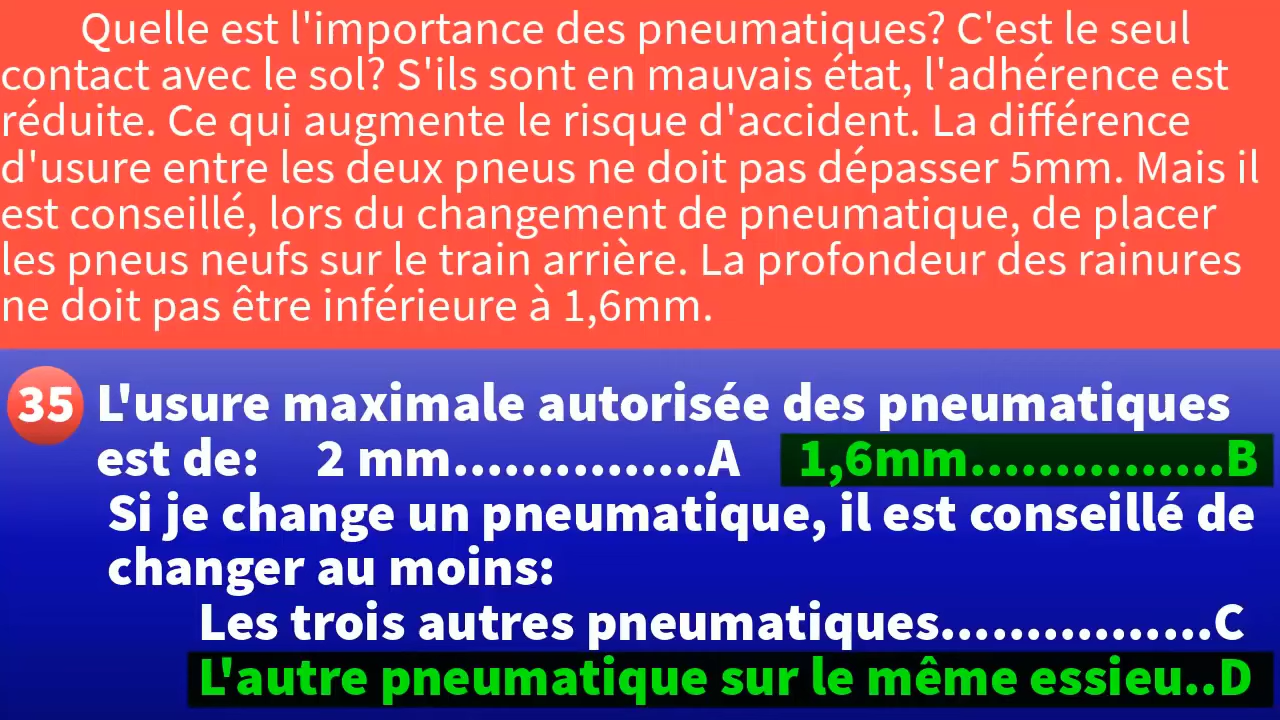 Quelle est l'importance des pneumatiques? C'est le seul
contact avec le sol? S'ils sont en mauvais état, l'adhérence est
réduite. Ce qui augmente le risque d'accident. La différence
d'usure entre les deux pneus ne doit pas dépasser 5mm. Mais il
est conseillé, lors du changement de pneumatique, de placer
les pneus neufs sur le train arrière. La profondeur des rainures
ne doit pas être inférieure à 1,6mm.
35 L'usure maximale autorisée des pneumatiques
est de: 2 mm...............A 1,6mm...............B
Si je change un pneumatique, il est conseillé de
changer au moins:
Les trois autres pneumatiques................C
L'autre pneumatique sur le même essieu..D